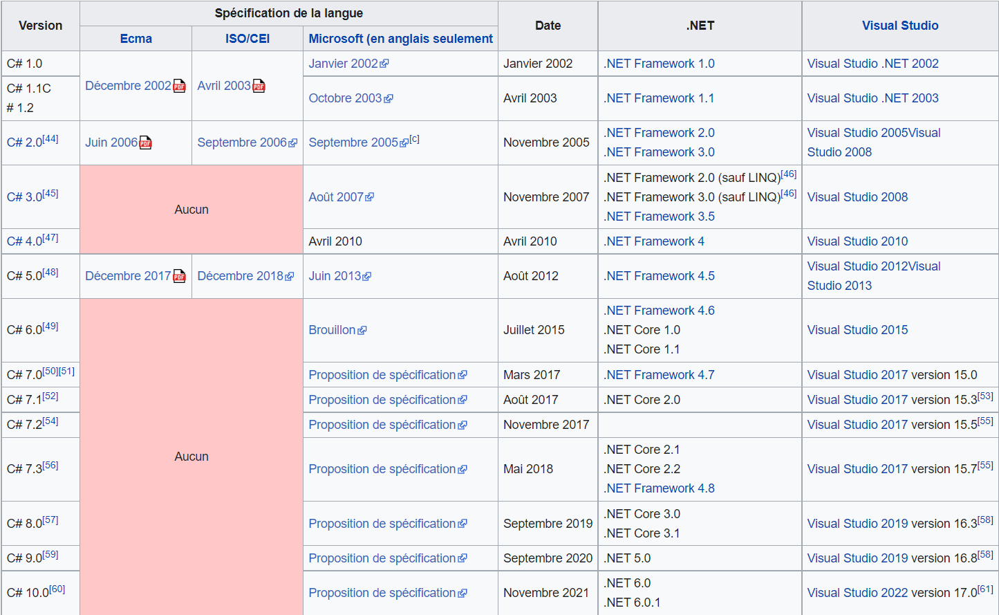 Version
Spécification de la langue
Date
.NET
Visual Studio
Ecma
ISO/CEI
Microsoft (en anglais seulement
C# 1.0
Décembre 2002
Avril 2003
Janvier 2002
Janvier 2002
.NET Framework 1.0
Visual Studio .NET 2002
C# 1.1C
# 1.2
Octobre 2003
Avril 2003
.NET Framework 1.1
Visual Studio .NET 2003
C# 2.0[44]
Juin 2006
Septembre 2006
Septembre 2005[c]
Novembre 2005
.NET Framework 2.0
.NET Framework 3.0
Visual Studio 2005Visual
Studio 2008
C# 3.0[45]
Aucun
Août 2007
Novembre 2007
.NET Framework 2.0 (sauf LINQ)[46]
.NET Framework 3.0 (sauf LINQ)[46]
.NET Framework 3.5
Visual Studio 2008
C# 4.0[47]
Avril 2010
Avril 2010
.NET Framework 4
Visual Studio 2010
C# 5.0[48]
Décembre 2017
Décembre 2018
Juin 2013
Août 2012
.NET Framework 4.5
Visual Studio 2012Visual
Studio 2013
C# 6.0[49]
Aucun
Brouillon
Juillet 2015
.NET Framework 4.6
.NET Core 1.0
.NET Core 1.1
Visual Studio 2015
C# 7.0[50][51]
Proposition de spécification
Mars 2017
.NET Framework 4.7
Visual Studio 2017 version 15.0
C# 7.1[52]
Proposition de spécification
Août 2017
.NET Core 2.0
Visual Studio 2017 version 15.3[53]
C# 7.2[54]
Proposition de spécification
Novembre 2017
Visual Studio 2017 version 15.5[55]
C# 7.3[56]
Proposition de spécification
Mai 2018
.NET Core 2.1
.NET Core 2.2
.NET Framework 4.8
Visual Studio 2017 version 15.7[55]
C# 8.0[57]
Proposition de spécification
Septembre 2019
.NET Core 3.0
.NET Core 3.1
Visual Studio 2019 version 16.3[58]
C# 9.0[59]
Proposition de spécification
Septembre 2020
.NET 5.0
Visual Studio 2019 version 16.8[58]
C# 10.0[60]
Proposition de spécification
Novembre 2021
.NET 6.0
.NET 6.0.1
Visual Studio 2022 version 17.0[61]